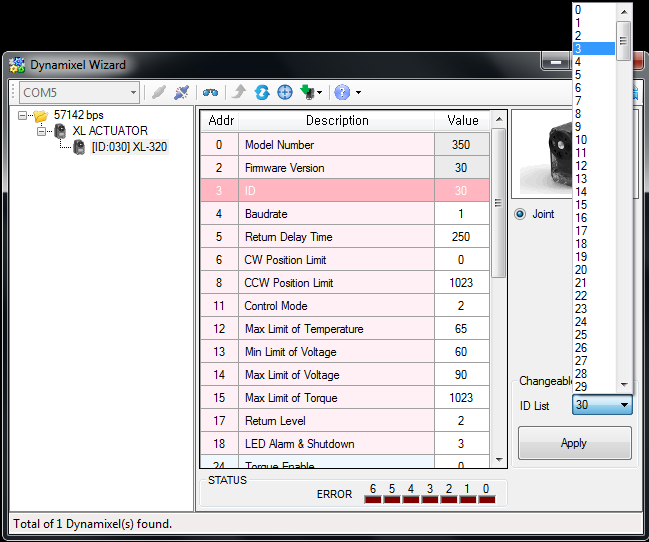 Dynamixel Wizard
COM5
57142 bps
XL ACTUATOR
[ID:030] XL-320
Addr Description Value
0 Model Number 350
2 Firmware Version 30
3 ID 30
4 Baudrate 1
5 Return Delay Time 250
6 CW Position Limit 0
8 CCW Position Limit 1023
11 Control Mode 2
12 Max Limit of Temperature 65
13 Min Limit of Voltage 60
14 Max Limit of Voltage 90
15 Max Limit of Torque 1023
17 Return Level 2
18 LED Alarm & Shutdown 3
24 Torque Enable 0
STATUS
ERROR 6 5 4 3 2 1 0
0
1
2
3
4
5
6
7
8
9
10
11
12
13
14
15
16
17
18
19
20
21
22
23
24
25
26
27
28
29
Joint
Changeable
ID List 30
Apply
Total of 1 Dynamixel(s) found.